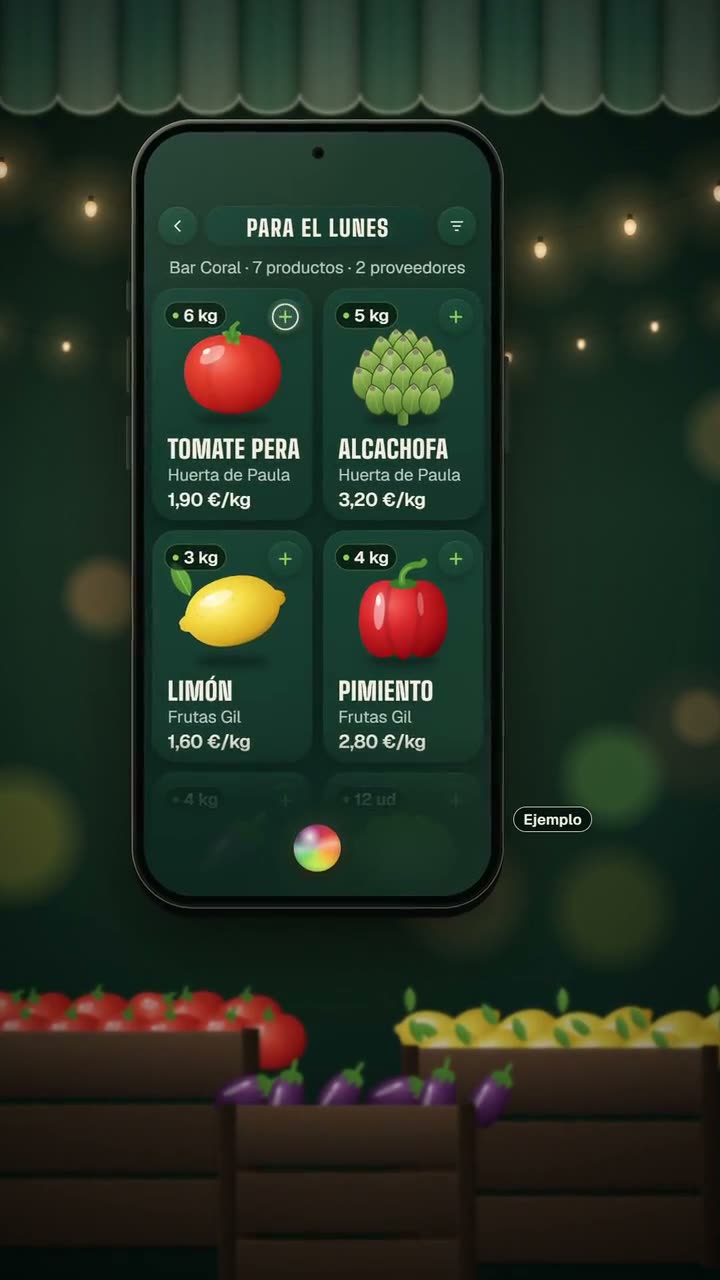 PARA EL LUNES
Bar Coral · 7 productos · 2 proveedores
6 kg
TOMATE PERA
Huerta de Paula
1,90 €/kg
5 kg
ALCACHOFA
Huerta de Paula
3,20 €/kg
3 kg
LIMÓN
Frutas Gil
1,60 €/kg
4 kg
PIMIENTO
Frutas Gil
2,80 €/kg
4 kg
12 ud
Ejemplo